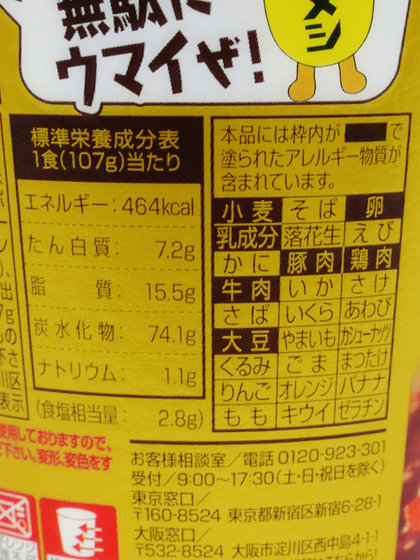 無駄に
ウマイぜ!
メシ
標準栄養成分表
1食(107g)当たり
エネルギー: 464kcal
たん白質: 7.2g
脂 質: 15.5g
炭水化物: 74.1g
ナトリウム: 1.1g
(食塩相当量: 2.8g)
本品には枠内が■で
塗られたアレルギー物質が
含まれています。
小麦 そば 卵
乳成分 落花生 えび
かに 豚肉 鶏肉
牛肉 いか さけ
さば いくら あわび
大豆 やまいも カシューナッツ
くるみ ごま まつたけ
りんご オレンジ バナナ
もも キウイ ゼラチン
使用しておりますので、
下さい。変形、変色をす
お客様相談室/電話 0120-923-301
受付/9:00〜17:30(土・日・祝日を除く)
東京窓口/
〒160-8524 東京都新宿区新宿6-28-1
大阪窓口/
〒532-8524 大阪市淀川区西中島4-1-1